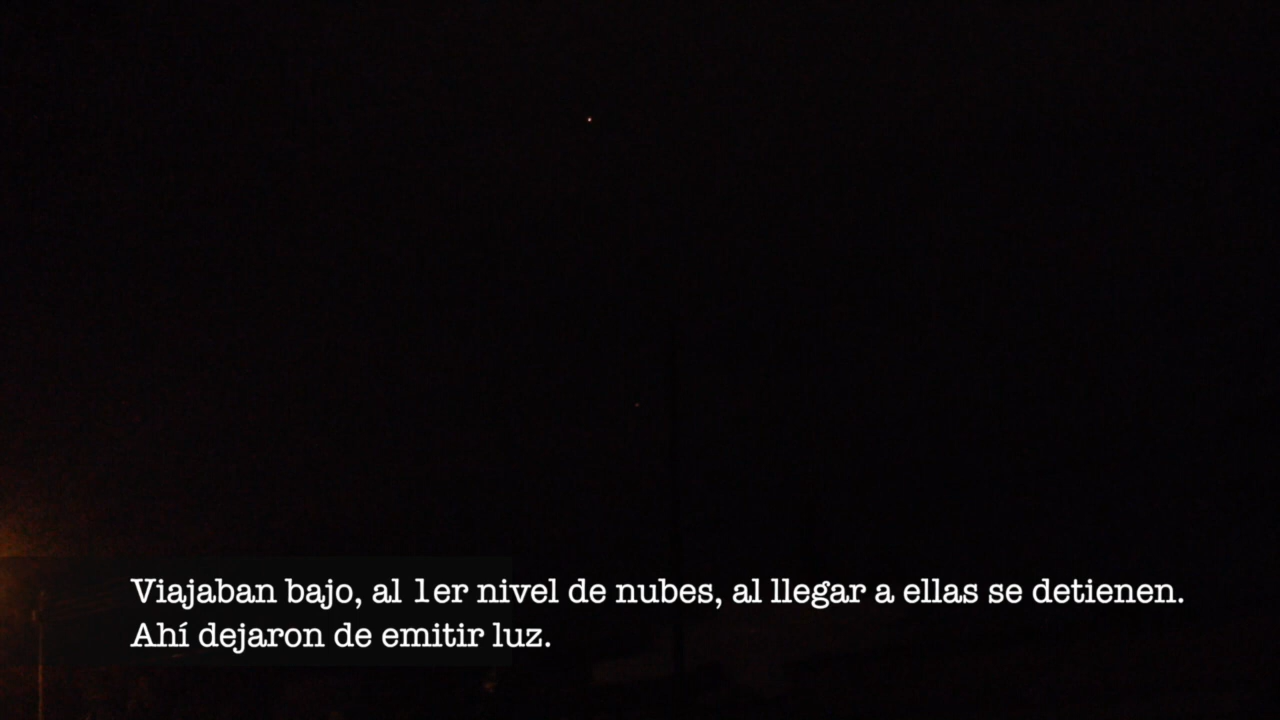 Viajaban bajo, al 1er nivel de nubes, al llegar a ellas se detienen.
Ahí dejaron de emitir luz.